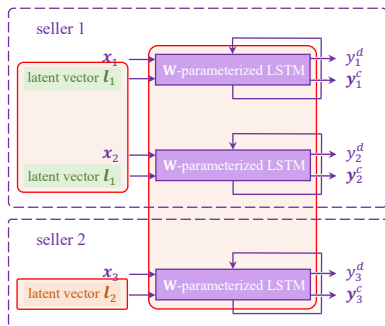 seller 1
x₁
latent vector l₁
W-parameterized LSTM
y₁ᵈ
y₁ᶜ
x₂
latent vector l₁
W-parameterized LSTM
y₂ᵈ
y₂ᶜ
seller 2
x₃
latent vector l₂
W-parameterized LSTM
y₃ᵈ
y₃ᶜ